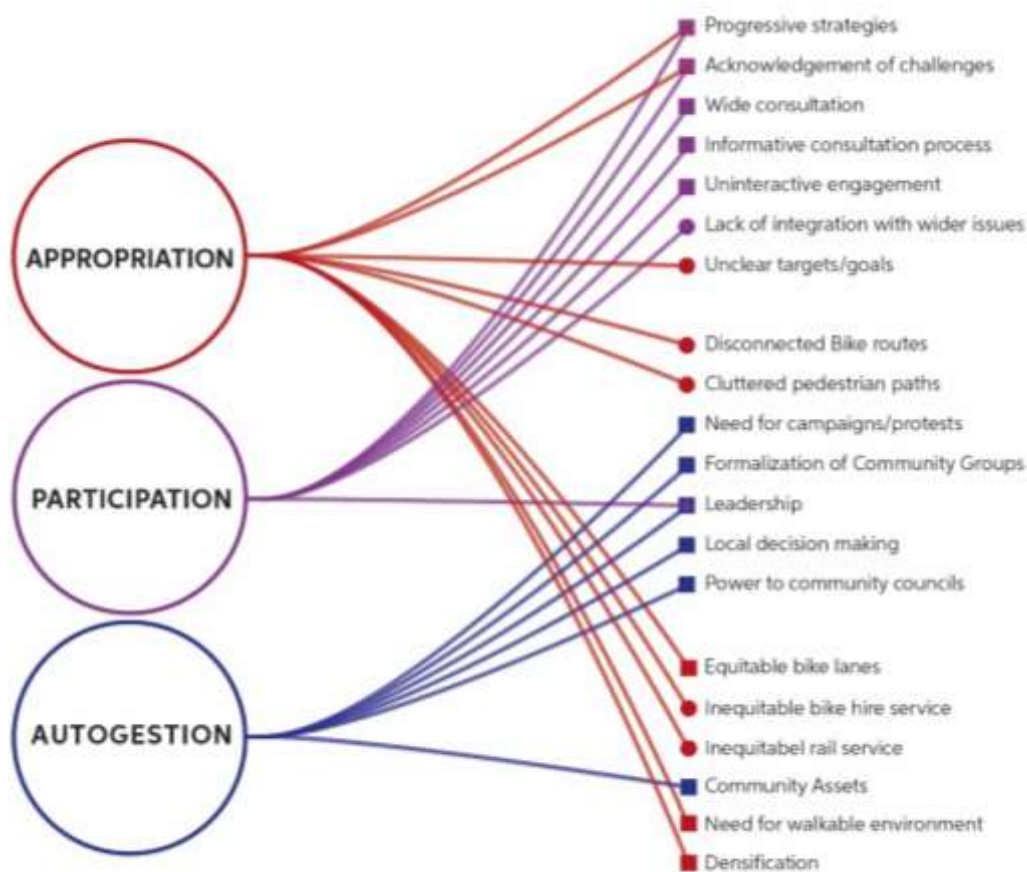 APPROPRIATION
PARTICIPATION
AUTOGESTION
Progressive strategies
Acknowledgement of challenges
Wide consultation
Informative consultation process
Uninteractive engagement
Lack of integration with wider issues
Unclear targets/goals
Disconnected Bike routes
Cluttered pedestrian paths
Need for campaigns/protests
Formalization of Community Groups
Leadership
Local decision making
Power to community councils
Equitable bike lanes
Inequitable bike hire service
Inequitabel rail service
Community Assets
Need for walkable environment
Densification